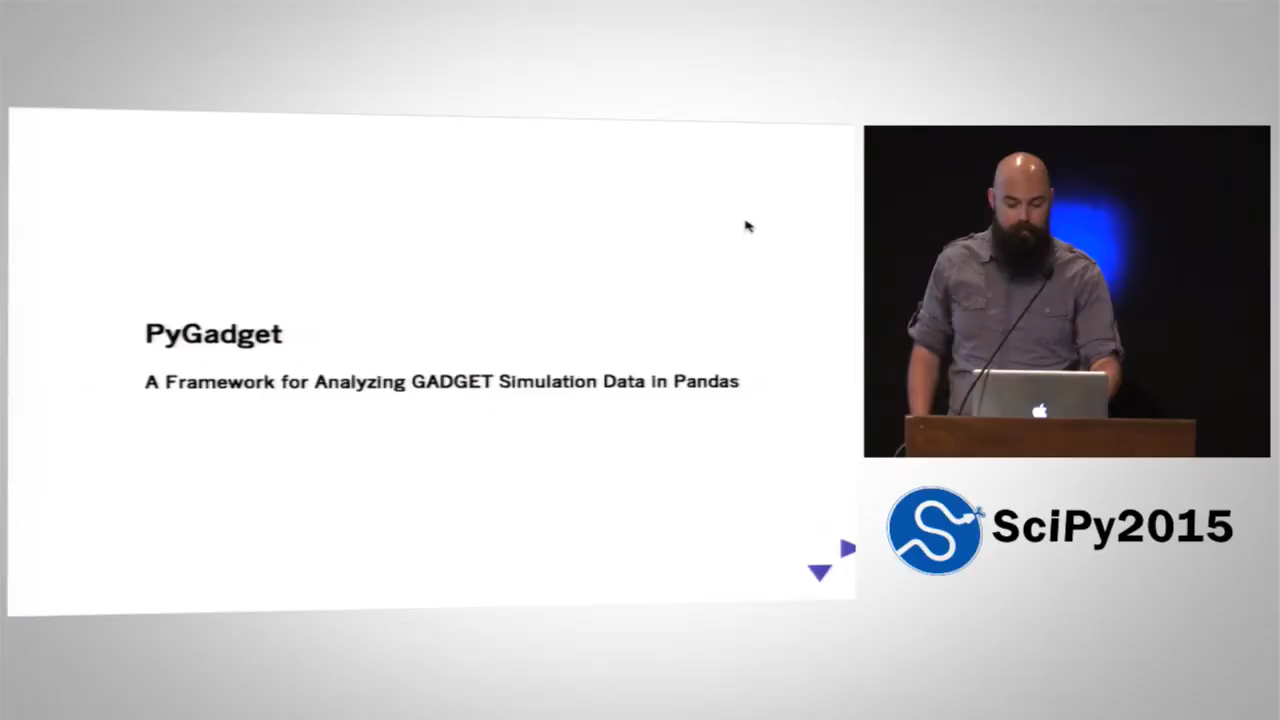 PyGadget
A Framework for Analyzing GADGET Simulation Data in Pandas
SciPy2015